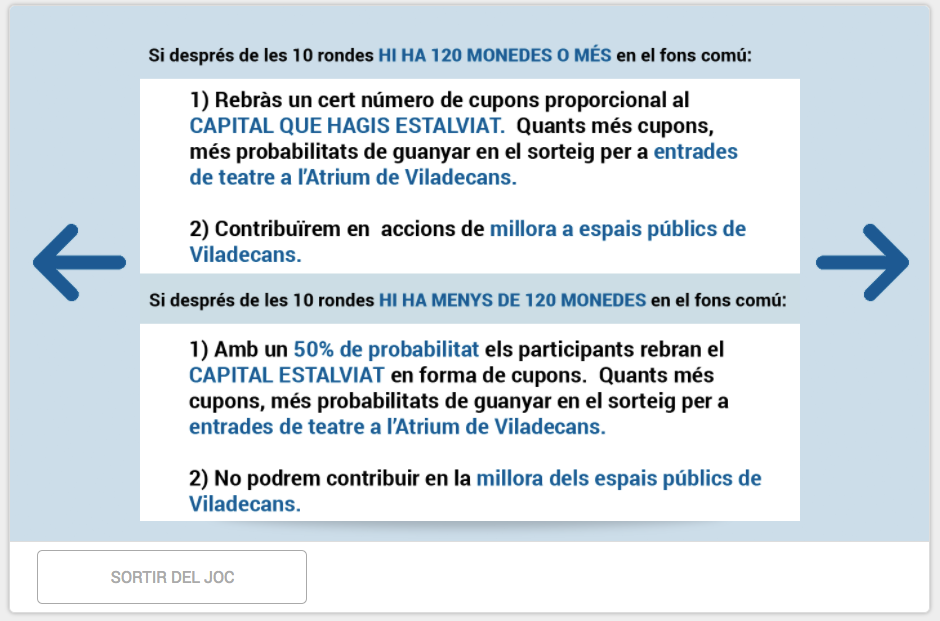 Si després de les 10 rondes HI HA 120 MONEDES O MÉS en el fons comú:
1) Rebràs un cert número de cupons proporcional al
CAPITAL QUE HAGIS ESTALVIAT. Quants més cupons,
més probabilitats de guanyar en el sorteig per a entrades
de teatre a l'Atrium de Viladecans.
2) Contribuïrem en accions de millora a espais públics de
Viladecans.
Si després de les 10 rondes HI HA MENYS DE 120 MONEDES en el fons comú:
1) Amb un 50% de probabilitat els participants rebran el
CAPITAL ESTALVIAT en forma de cupons. Quants més
cupons, més probabilitats de guanyar en el sorteig per a
entrades de teatre a l'Atrium de Viladecans.
2) No podrem contribuir en la millora dels espais públics de
Viladecans.
SORTIR DEL JOC